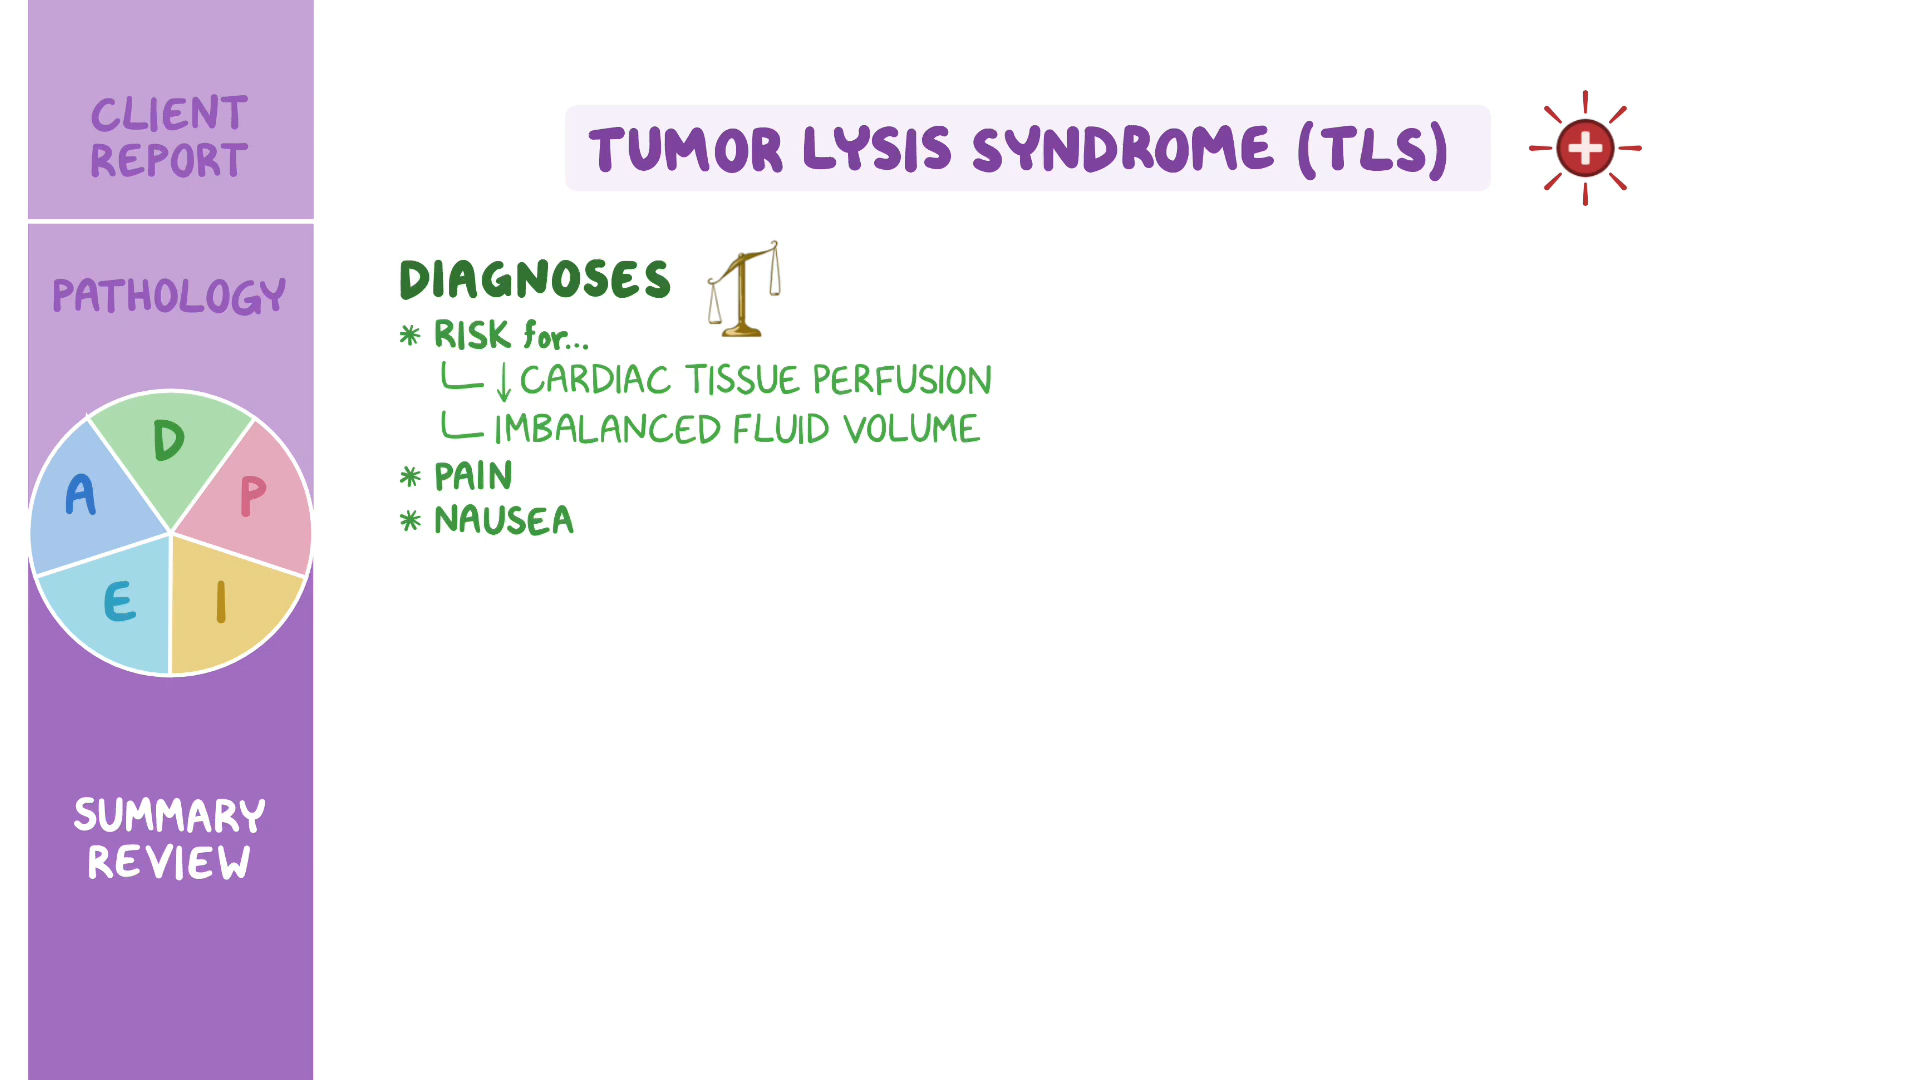 CLIENT
REPORT
PATHOLOGY
D
A
P
E
I
SUMMARY
REVIEW
TUMOR LYSIS SYNDROME (TLS)
DIAGNOSES
* RISK for...
↓ CARDIAC TISSUE PERFUSION
IMBALANCED FLUID VOLUME
* PAIN
* NAUSEA